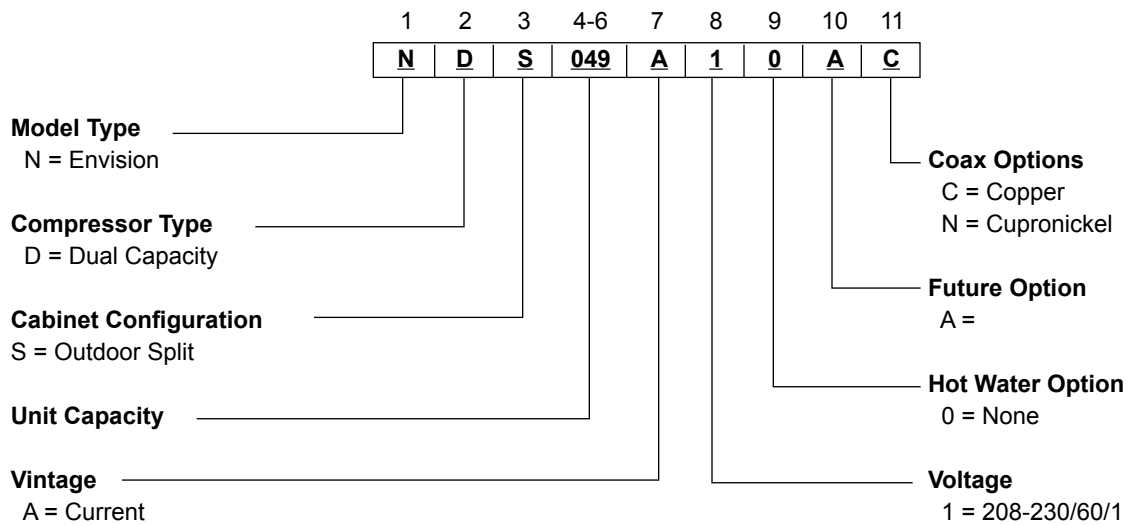 1 2 3 4-6 7 8 9 10 11
N D S 049 A 1 0 A C
Model Type
N = Envision
Compressor Type
D = Dual Capacity
Cabinet Configuration
S = Outdoor Split
Unit Capacity
Vintage
A = Current
Coax Options
C = Copper
N = Cupronickel
Future Option
A =
Hot Water Option
0 = None
Voltage
1 = 208-230/60/1